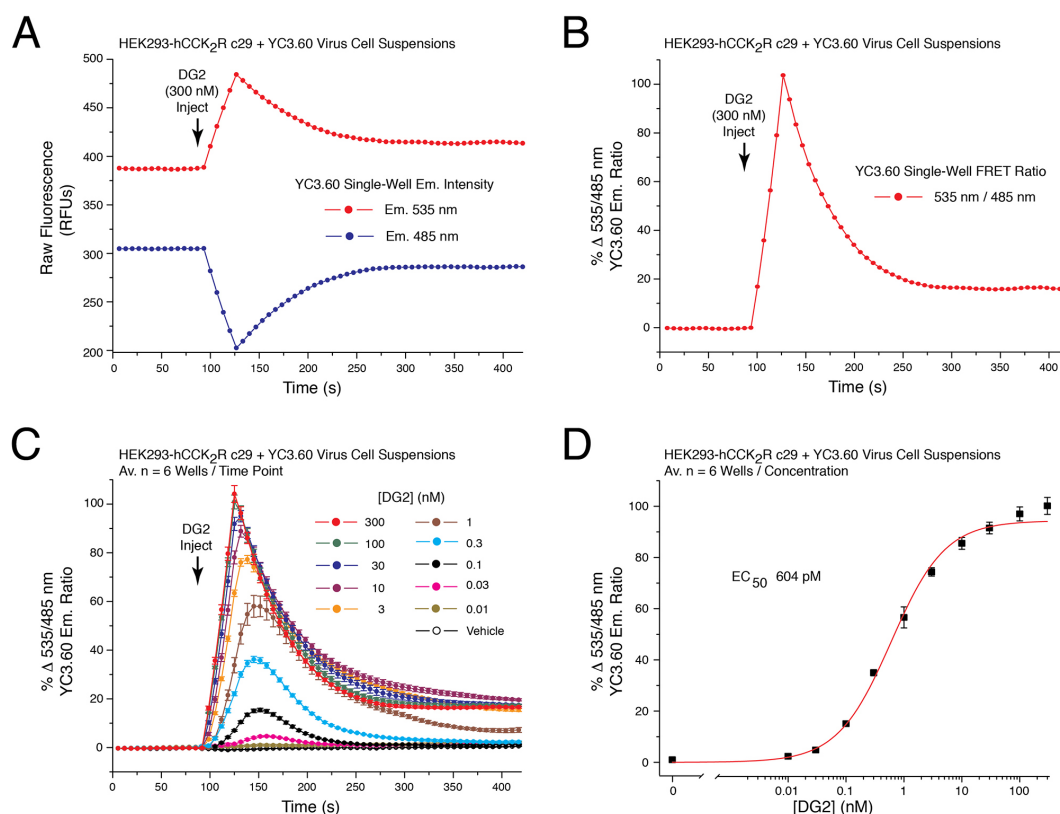 A
HEK293-hCCK2R c29 + YC3.60 Virus Cell Suspensions
500
450
400
350
300
250
200
Raw Fluorescence
(RFUs)
DG2
(300 nM)
Inject
YC3.60 Single-Well Em. Intensity
Em. 535 nm
Em. 485 nm
0 50 100 150 200 250 300 350 400
Time (s)
B
HEK293-hCCK2R c29 + YC3.60 Virus Cell Suspensions
100
80
60
40
20
0
% Δ 535/485 nm
YC3.60 Em. Ratio
DG2
(300 nM)
Inject
YC3.60 Single-Well FRET Ratio
535 nm / 485 nm
0 50 100 150 200 250 300 350 400
Time (s)
C
HEK293-hCCK2R c29 + YC3.60 Virus Cell Suspensions
Av. n = 6 Wells / Time Point
100
80
60
40
20
0
% Δ 535/485 nm
YC3.60 Em. Ratio
DG2
Inject
[DG2] (nM)
300 1
100 0.3
30 0.1
10 0.03
3 0.01
Vehicle
0 50 100 150 200 250 300 350 400
Time (s)
D
HEK293-hCCK2R c29 + YC3.60 Virus Cell Suspensions
Av. n = 6 Wells / Concentration
100
80
60
40
20
0
% Δ 535/485 nm
YC3.60 Em. Ratio
EC50 604 pM
0 0.01 0.1 1 10 100
[DG2] (nM)